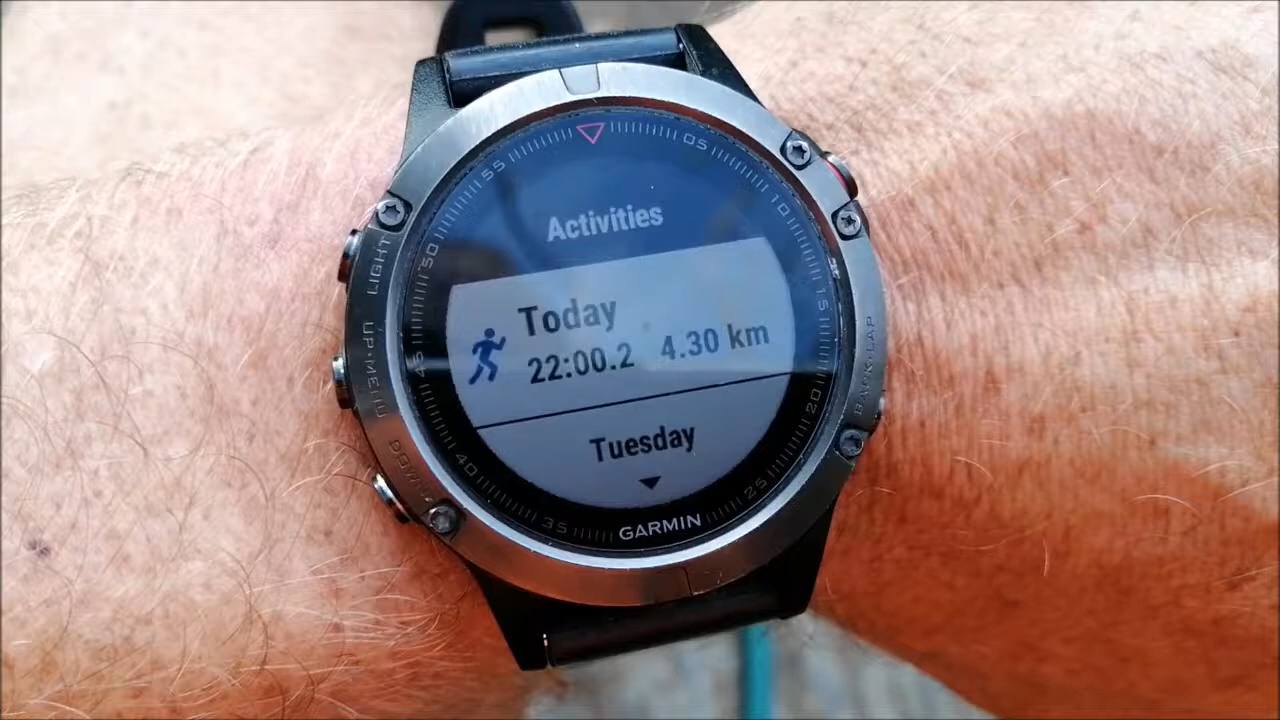 55
05
50
10
LIGHT
Activities
15
Today
22:00.2 4.30 km
UP·MENU
45
BACK·LAP
20
Tuesday
DOWN
40
25
35
GARMIN